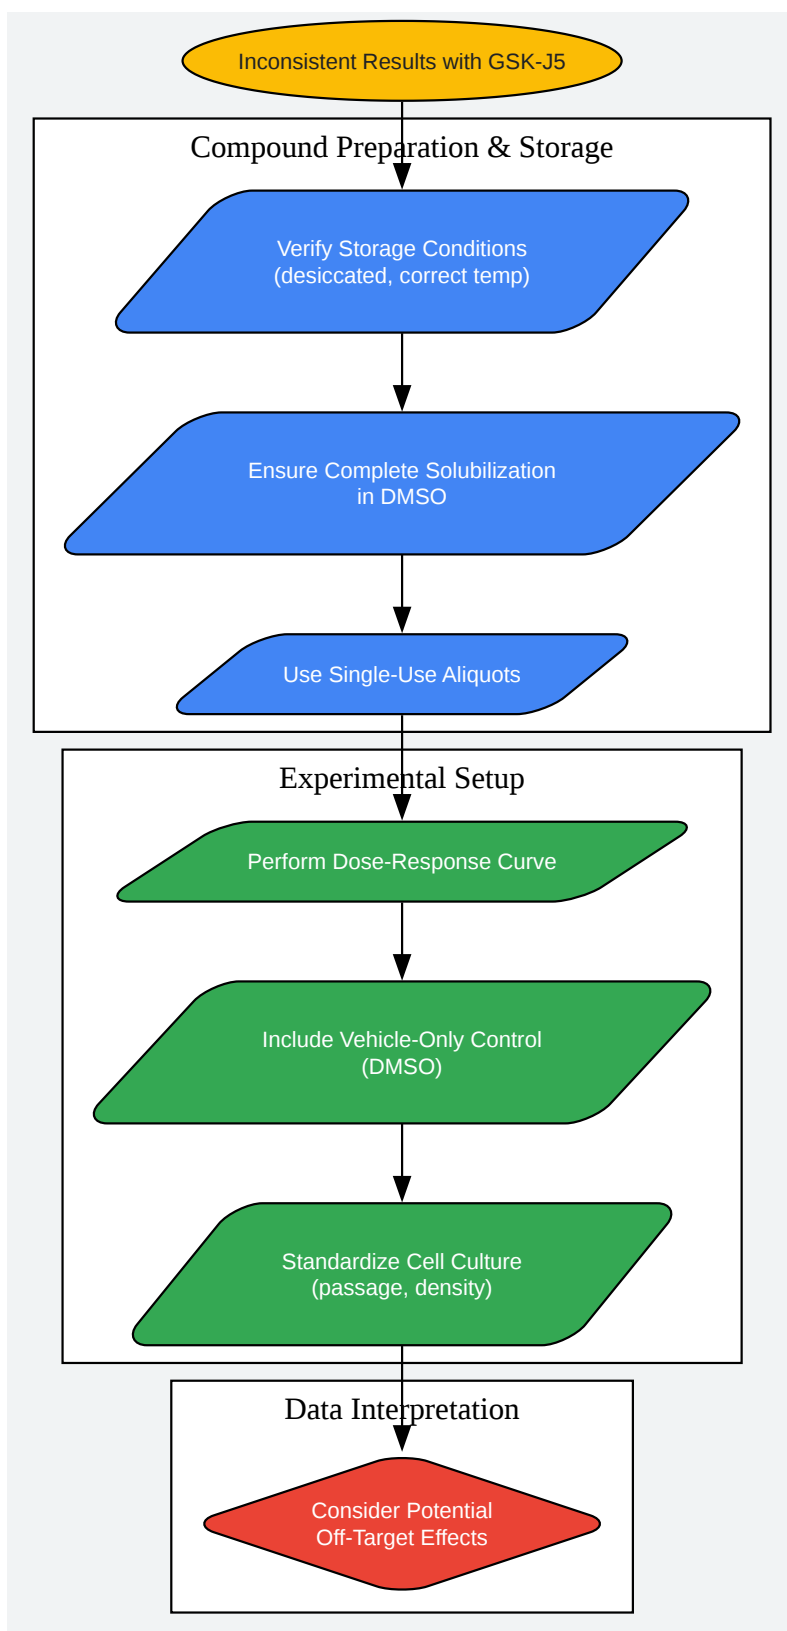 Inconsistent Results with GSK-J5
Compound Preparation & Storage
Verify Storage Conditions
(desiccated, correct temp)
Ensure Complete Solubilization
in DMSO
Use Single-Use Aliquots
Experimental Setup
Perform Dose-Response Curve
Include Vehicle-Only Control
(DMSO)
Standardize Cell Culture
(passage, density)
Data Interpretation
Consider Potential
Off-Target Effects